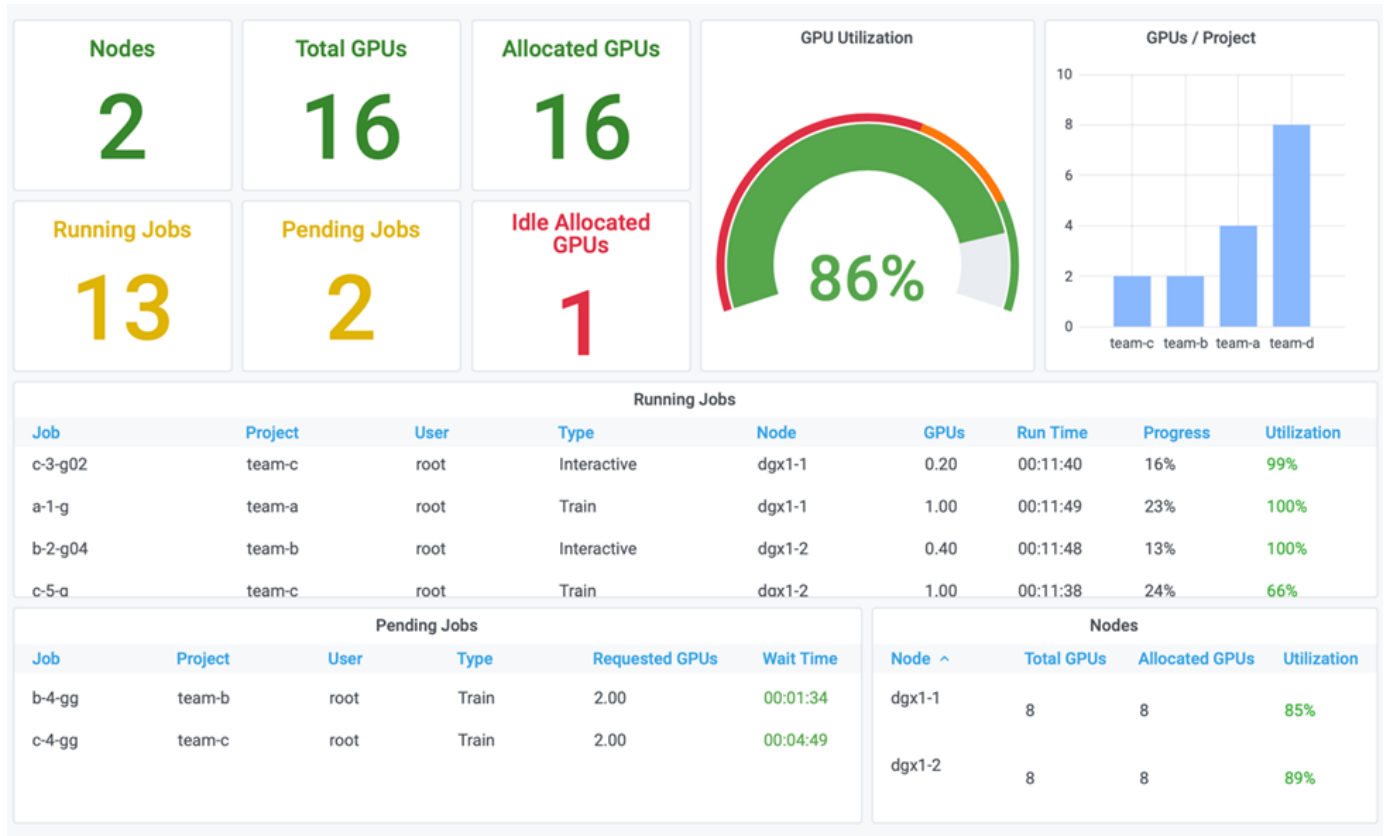 Nodes
2
Total GPUs
16
Allocated GPUs
16
Running Jobs
13
Pending Jobs
2
Idle Allocated
GPUs
1
GPU Utilization
86%
GPUs / Project
10
8
6
4
2
0
team-c team-b team-a team-d
Running Jobs
Job Project User Type Node GPUs Run Time Progress Utilization
c-3-g02 team-c root Interactive dgx1-1 0.20 00:11:40 16% 99%
a-1-g team-a root Train dgx1-1 1.00 00:11:49 23% 100%
b-2-g04 team-b root Interactive dgx1-2 0.40 00:11:48 13% 100%
c-5-g team-c root Train dgx1-2 1.00 00:11:38 24% 66%
Pending Jobs
Job Project User Type Requested GPUs Wait Time
b-4-gg team-b root Train 2.00 00:01:34
c-4-gg team-c root Train 2.00 00:04:49
Nodes
Node Total GPUs Allocated GPUs Utilization
dgx1-1 8 8 85%
dgx1-2 8 8 89%